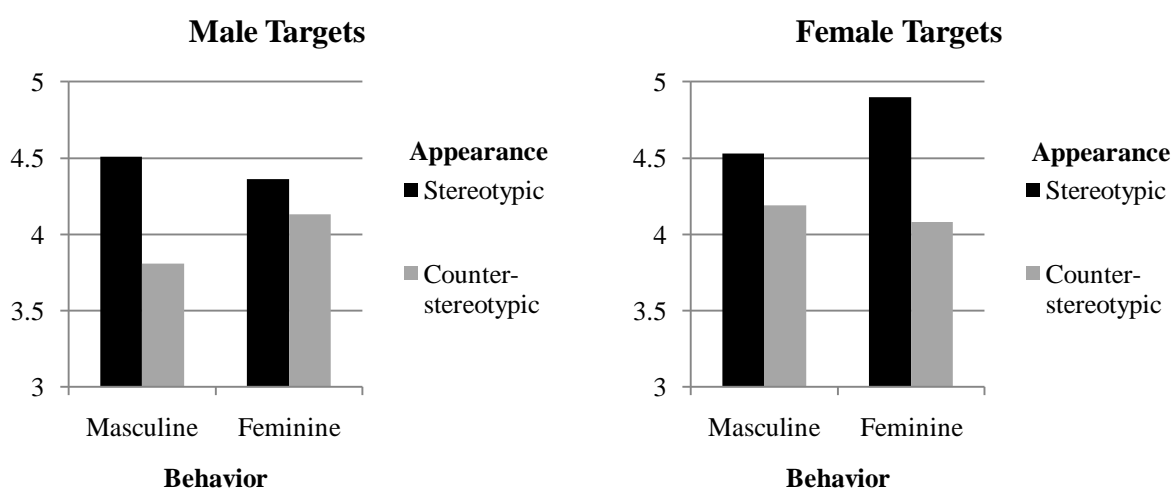 Male Targets
5
4.5
4
3.5
3
Masculine Feminine
Behavior
Appearance
Stereotypic
Counter-
stereotypic
Female Targets
5
4.5
4
3.5
3
Masculine Feminine
Behavior
Appearance
Stereotypic
Counter-
stereotypic